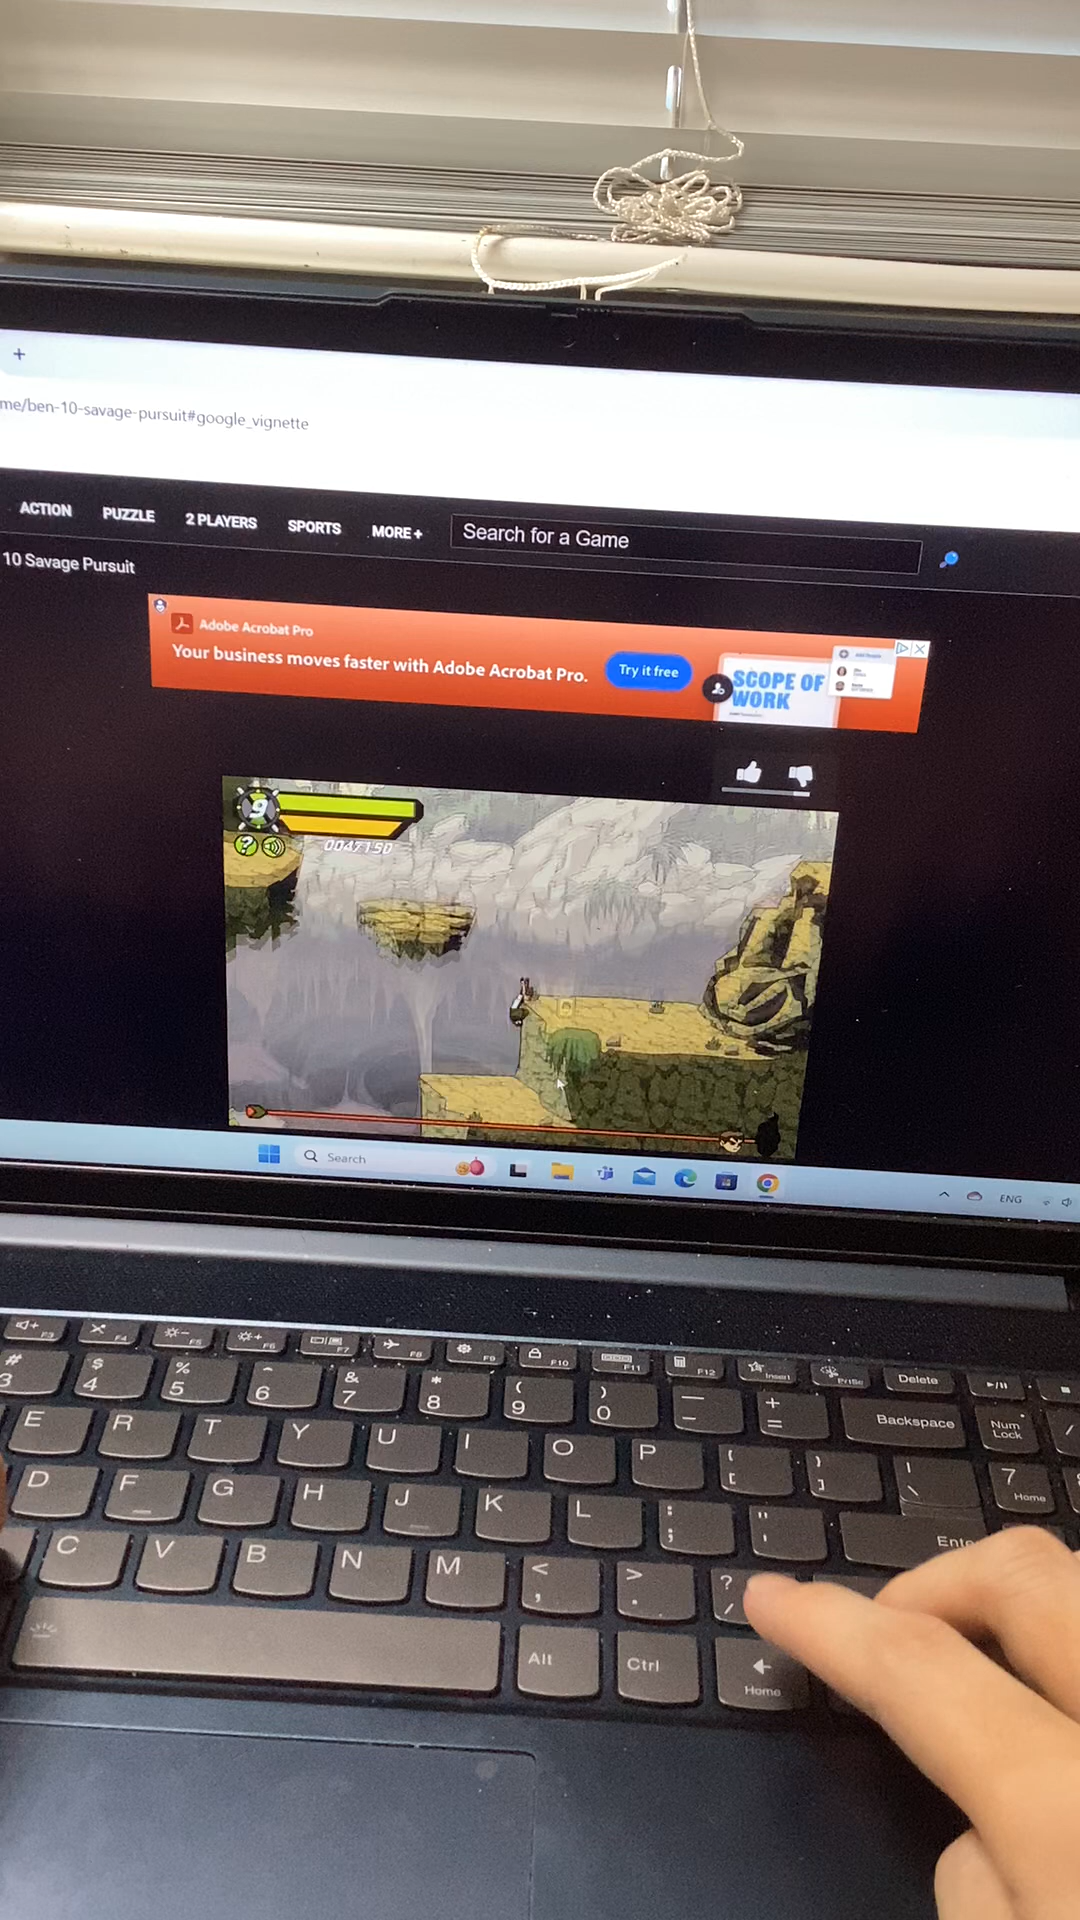 +
me/ben-10-savage-pursuit#google_vignette
ACTION PUZZLE 2 PLAYERS SPORTS MORE+ Search for a Game
10 Savage Pursuit
Adobe Acrobat Pro
Your business moves faster with Adobe Acrobat Pro. Try it free
SCOPE OF
WORK
9
?
0047150
Search
ENG
F3 F4 F5 F6 F7 F8 F9 F10 F11 F12 Insert PrtSc Delete
# $ % ^ & * ( ) — +
3 4 5 6 7 8 9 0 - = Backspace Num Lock /
E R T Y U I O P { [ } ] | \ 7 Home
D F G H J K L : ; " ' Ente
C V B N M < , > . ? /
Alt Ctrl Home